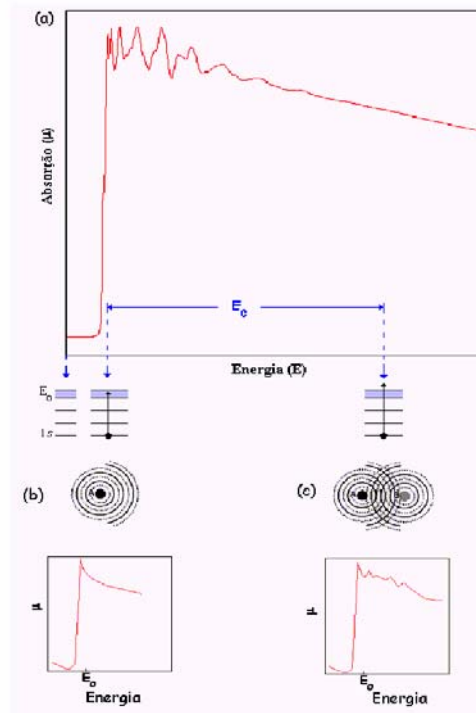 (a)
Absorção (μ)
E_c
Energia (E)
E_o
1s
(b)
(c)
μ
E_o
Energia
μ
E_o
Energia